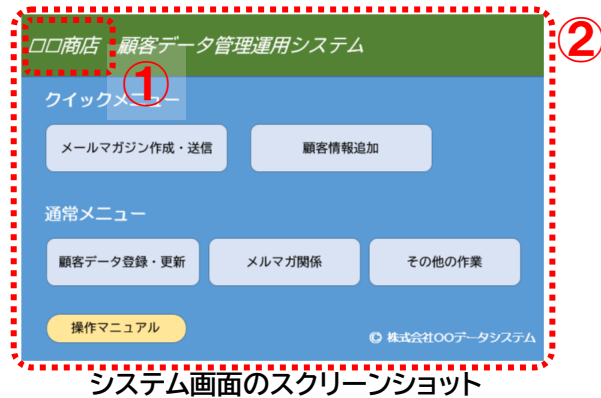 □□商店 顧客データ管理運用システム
②
①
クイックメニュー
メールマガジン作成・送信 顧客情報追加
通常メニュー
顧客データ登録・更新 メルマガ関係 その他の作業
操作マニュアル
© 株式会社○○データシステム
システム画面のスクリーンショット